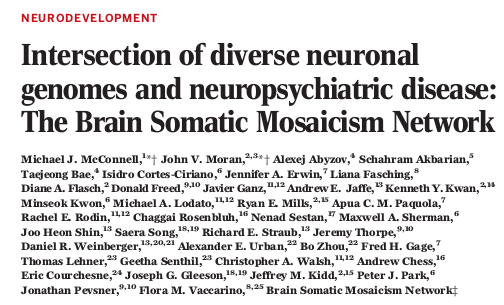 NEURODEVELOPMENT
Intersection of diverse neuronal
genomes and neuropsychiatric disease:
The Brain Somatic Mosaicism Network
Michael J. McConnell,¹*† John V. Moran,²,³*† Alexej Abyzov,⁴ Schahram Akbarian,⁵
Taejeong Bae,⁴ Isidro Cortes-Ciriano,⁶ Jennifer A. Erwin,⁷ Liana Fasching,⁸
Diane A. Flasch,² Donald Freed,⁹,¹⁰ Javier Ganz,¹¹,¹² Andrew E. Jaffe,¹³ Kenneth Y. Kwan,²,¹⁴
Minseok Kwon,⁶ Michael A. Lodato,¹¹,¹² Ryan E. Mills,²,¹⁵ Apua C. M. Paquola,⁷
Rachel E. Rodin,¹¹,¹² Chaggai Rosenbluh,¹⁶ Nenad Sestan,¹⁷ Maxwell A. Sherman,⁶
Joo Heon Shin,¹³ Saera Song,¹⁸,¹⁹ Richard E. Straub,¹³ Jeremy Thorpe,⁹,¹⁰
Daniel R. Weinberger,¹³,²⁰,²¹ Alexander E. Urban,²² Bo Zhou,²² Fred H. Gage,⁷
Thomas Lehner,²³ Geetha Senthil,²³ Christopher A. Walsh,¹¹,¹² Andrew Chess,¹⁶
Eric Courchesne,²⁴ Joseph G. Gleeson,¹⁸,¹⁹ Jeffrey M. Kidd,²,¹⁵ Peter J. Park,⁶
Jonathan Pevsner,⁹,¹⁰ Flora M. Vaccarino,⁸,²⁵ Brain Somatic Mosaicism Network‡